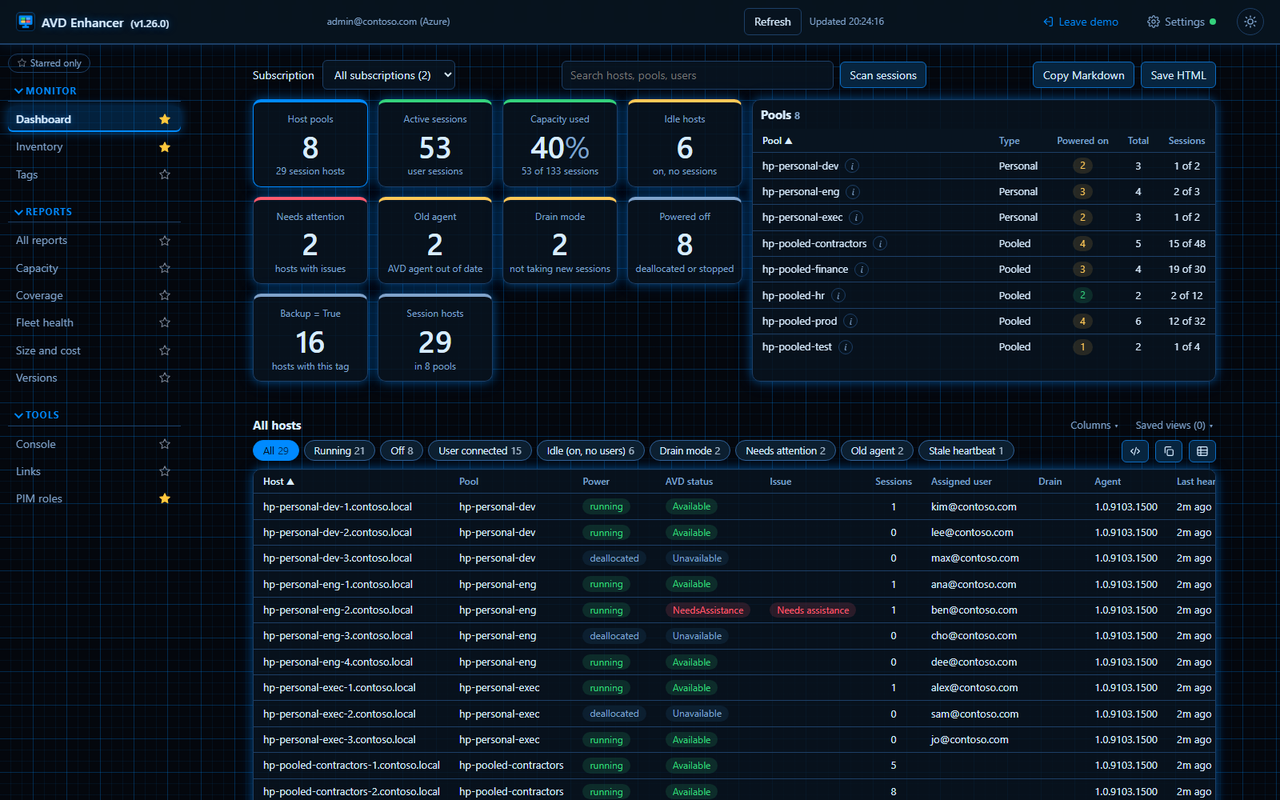 AVD Enhancer (v1.26.0)
admin@contoso.com (Azure)
Refresh Updated 20:24:16
Leave demo
Settings
Starred only
MONITOR
Dashboard
Inventory
Tags
REPORTS
All reports
Capacity
Coverage
Fleet health
Size and cost
Versions
TOOLS
Console
Links
PIM roles
Subscription All subscriptions (2)
Search hosts, pools, users
Scan sessions
Copy Markdown
Save HTML
Host pools
8
29 session hosts
Active sessions
53
user sessions
Capacity used
40%
53 of 133 sessions
Idle hosts
6
on, no sessions
Needs attention
2
hosts with issues
Old agent
2
AVD agent out of date
Drain mode
2
not taking new sessions
Powered off
8
deallocated or stopped
Backup = True
16
hosts with this tag
Session hosts
29
in 8 pools
Pools 8
Pool ▲ Type Powered on Total Sessions
hp-personal-dev i Personal 2 3 1 of 2
hp-personal-eng i Personal 3 4 2 of 3
hp-personal-exec i Personal 2 3 1 of 2
hp-pooled-contractors i Pooled 4 5 15 of 48
hp-pooled-finance i Pooled 3 4 19 of 30
hp-pooled-hr i Pooled 2 2 2 of 12
hp-pooled-prod i Pooled 4 6 12 of 32
hp-pooled-test i Pooled 1 2 1 of 4
All hosts
Columns Saved views (0)
All 29 Running 21 Off 8 User connected 15 Idle (on, no users) 6 Drain mode 2 Needs attention 2 Old agent 2 Stale heartbeat 1
Host ▲ Pool Power AVD status Issue Sessions Assigned user Drain Agent Last hear
hp-personal-dev-1.contoso.local hp-personal-dev running Available 1 kim@contoso.com 1.0.9103.1500 2m ago
hp-personal-dev-2.contoso.local hp-personal-dev running Available 0 lee@contoso.com 1.0.9103.1500 2m ago
hp-personal-dev-3.contoso.local hp-personal-dev deallocated Unavailable 0 max@contoso.com 1.0.9103.1500 2m ago
hp-personal-eng-1.contoso.local hp-personal-eng running Available 1 ana@contoso.com 1.0.9103.1500 2m ago
hp-personal-eng-2.contoso.local hp-personal-eng running NeedsAssistance Needs assistance 1 ben@contoso.com 1.0.9103.1500 2m ago
hp-personal-eng-3.contoso.local hp-personal-eng deallocated Unavailable 0 cho@contoso.com 1.0.9103.1500 2m ago
hp-personal-eng-4.contoso.local hp-personal-eng running Available 0 dee@contoso.com 1.0.9103.1500 2m ago
hp-personal-exec-1.contoso.local hp-personal-exec running Available 1 alex@contoso.com 1.0.9103.1500 2m ago
hp-personal-exec-2.contoso.local hp-personal-exec deallocated Unavailable 0 sam@contoso.com 1.0.9103.1500 2m ago
hp-personal-exec-3.contoso.local hp-personal-exec running Available 0 jo@contoso.com 1.0.9103.1500 2m ago
hp-pooled-contractors-1.contoso.local hp-pooled-contractors running Available 5 1.0.9103.1500 2m ago
hp-pooled-contractors-2.contoso.local hp-pooled-contractors running Available 8 1.0.9103.1500 2m ago